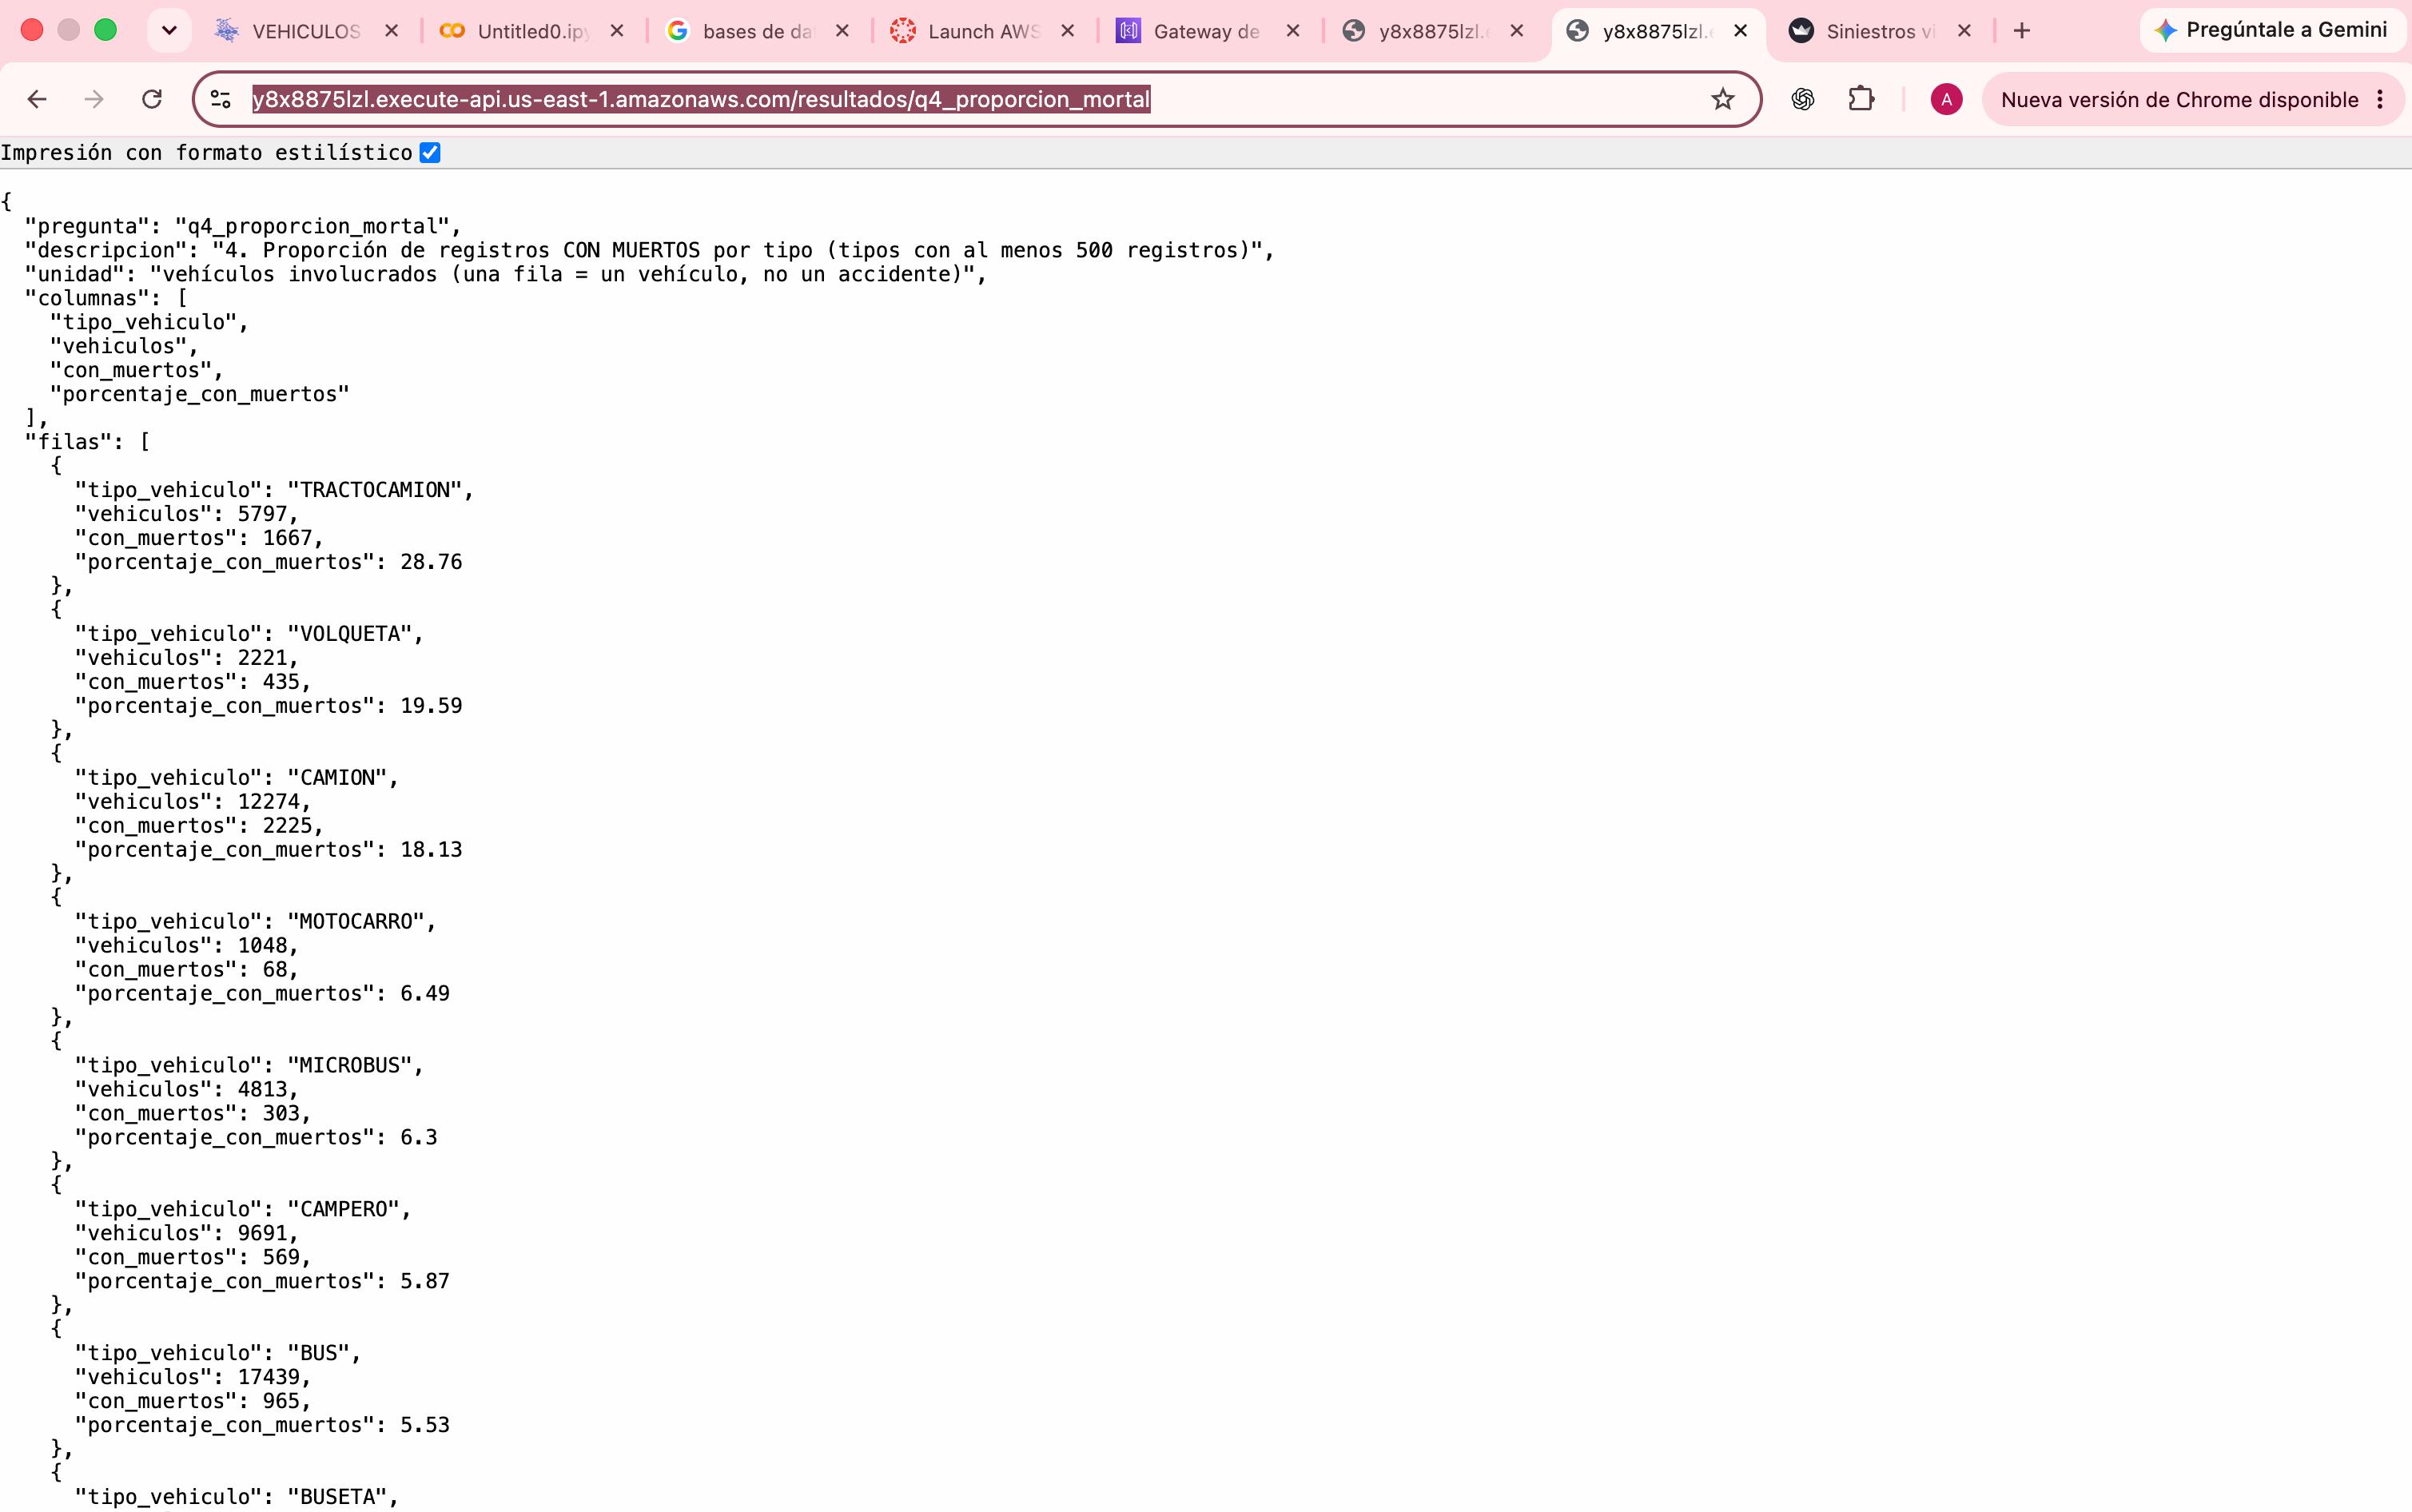 VEHICULOS
Untitled0.ipy
bases de da
Launch AWS
Gateway de
y8x8875lzl.e
y8x8875lzl.e
Siniestros vi
Pregúntale a Gemini
y8x8875lzl.execute-api.us-east-1.amazonaws.com/resultados/q4_proporcion_mortal
A
Nueva versión de Chrome disponible
Impresión con formato estilístico
{
  "pregunta": "q4_proporcion_mortal",
  "descripcion": "4. Proporción de registros CON MUERTOS por tipo (tipos con al menos 500 registros)",
  "unidad": "vehículos involucrados (una fila = un vehículo, no un accidente)",
  "columnas": [
    "tipo_vehiculo",
    "vehiculos",
    "con_muertos",
    "porcentaje_con_muertos"
  ],
  "filas": [
    {
      "tipo_vehiculo": "TRACTOCAMION",
      "vehiculos": 5797,
      "con_muertos": 1667,
      "porcentaje_con_muertos": 28.76
    },
    {
      "tipo_vehiculo": "VOLQUETA",
      "vehiculos": 2221,
      "con_muertos": 435,
      "porcentaje_con_muertos": 19.59
    },
    {
      "tipo_vehiculo": "CAMION",
      "vehiculos": 12274,
      "con_muertos": 2225,
      "porcentaje_con_muertos": 18.13
    },
    {
      "tipo_vehiculo": "MOTOCARRO",
      "vehiculos": 1048,
      "con_muertos": 68,
      "porcentaje_con_muertos": 6.49
    },
    {
      "tipo_vehiculo": "MICROBUS",
      "vehiculos": 4813,
      "con_muertos": 303,
      "porcentaje_con_muertos": 6.3
    },
    {
      "tipo_vehiculo": "CAMPERO",
      "vehiculos": 9691,
      "con_muertos": 569,
      "porcentaje_con_muertos": 5.87
    },
    {
      "tipo_vehiculo": "BUS",
      "vehiculos": 17439,
      "con_muertos": 965,
      "porcentaje_con_muertos": 5.53
    },
    {
      "tipo_vehiculo": "BUSETA",